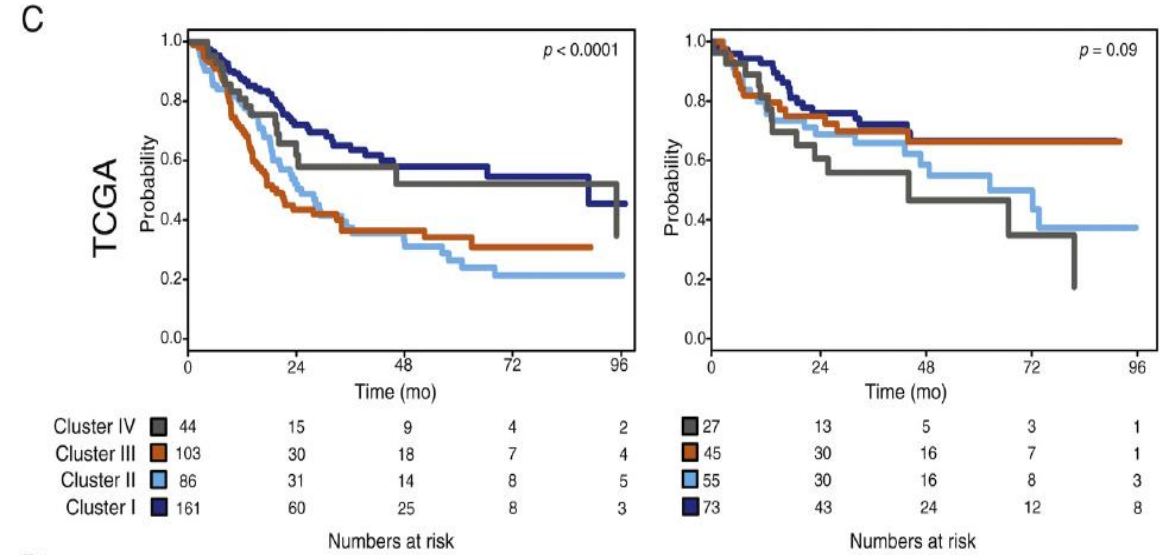 C
TCGA
Probability
1.0
0.8
0.6
0.4
0.2
0.0
p < 0.0001
0 24 48 72 96
Time (mo)
Probability
1.0
0.8
0.6
0.4
0.2
0.0
p = 0.09
0 24 48 72 96
Time (mo)
Cluster IV 44 15 9 4 2 27 13 5 3 1
Cluster III 103 30 18 7 4 45 30 16 7 1
Cluster II 86 31 14 8 5 55 30 16 8 3
Cluster I 161 60 25 8 3 73 43 24 12 8
Numbers at risk Numbers at risk